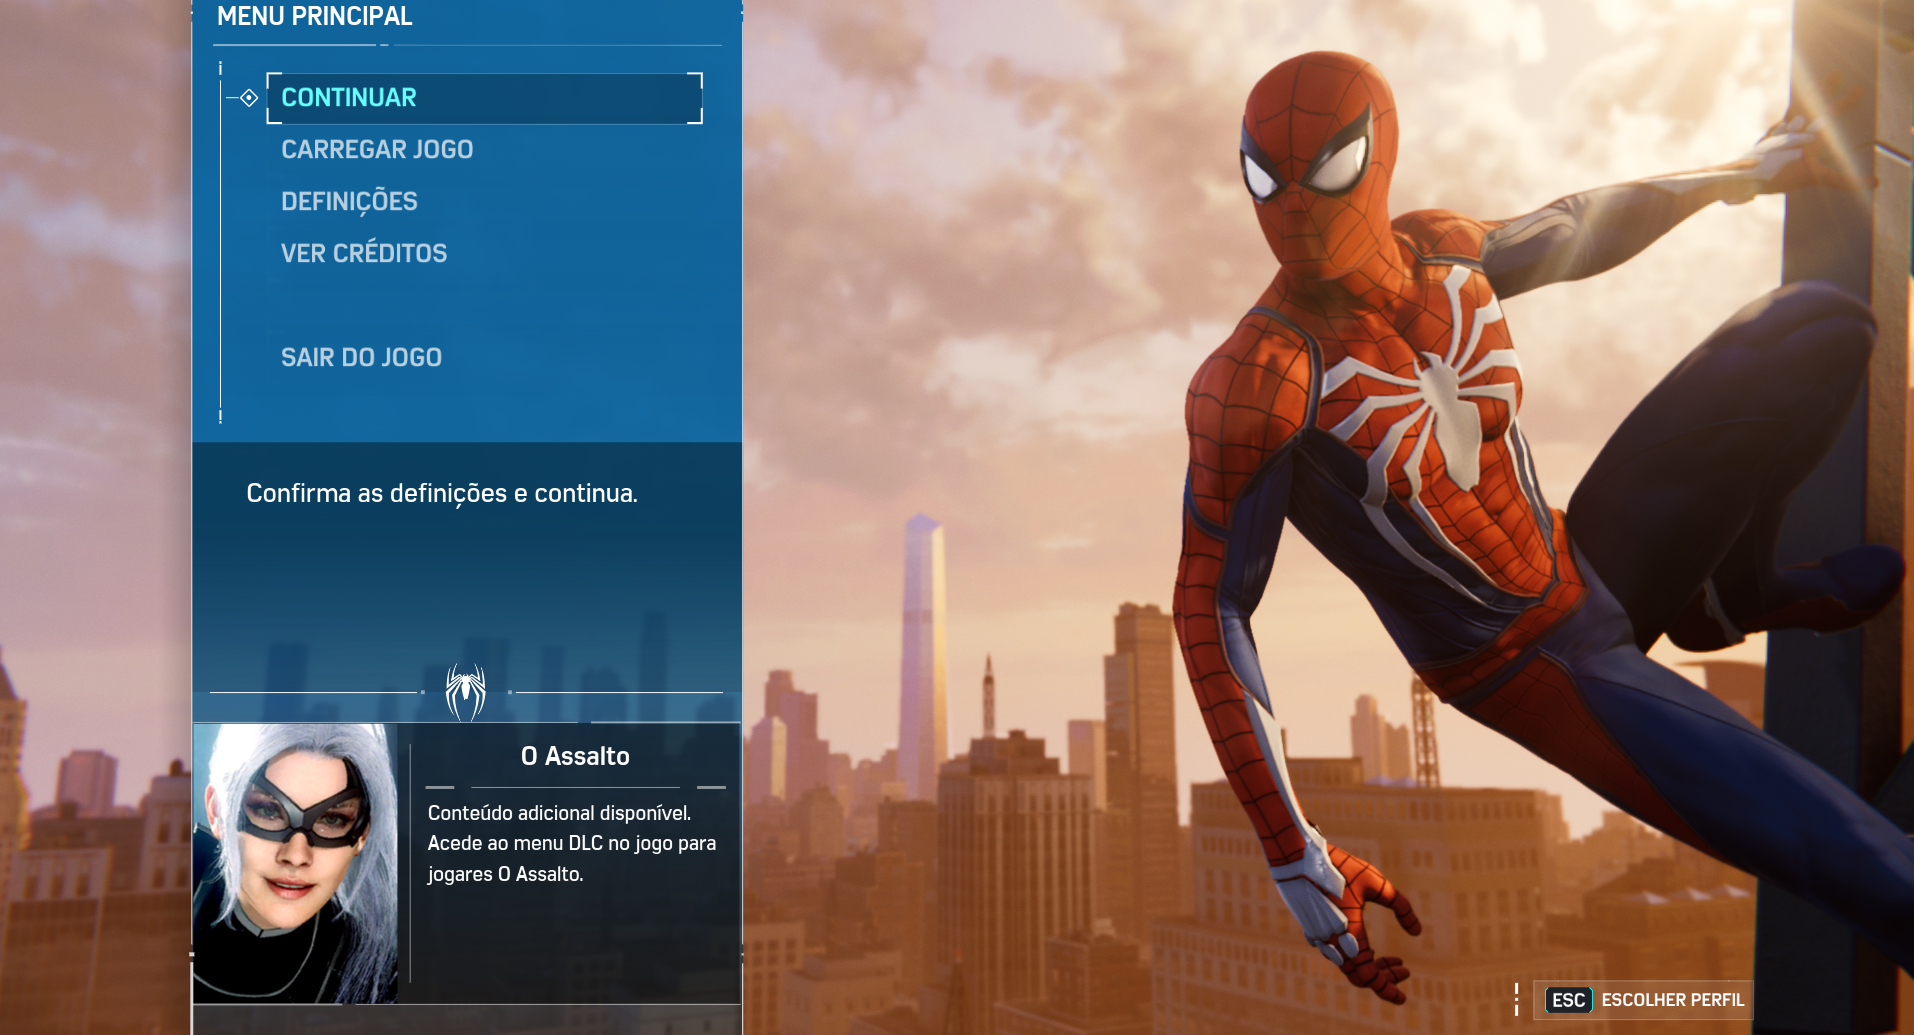 MENU PRINCIPAL
CONTINUAR
CARREGAR JOGO
DEFINIÇÕES
VER CRÉDITOS
SAIR DO JOGO
Confirma as definições e continua.
O Assalto
Conteúdo adicional disponível.
Acede ao menu DLC no jogo para
jogares O Assalto.
ESC ESCOLHER PERFIL